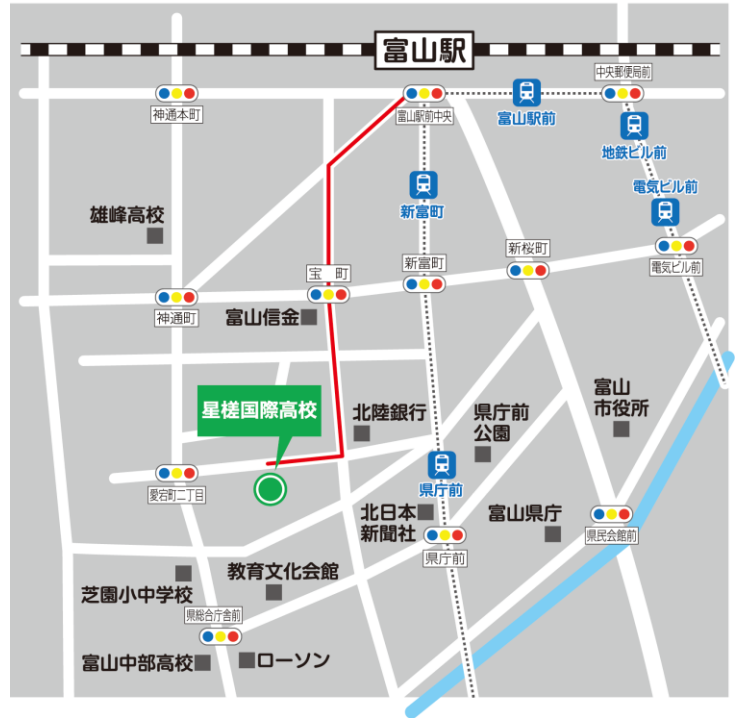 富山駅
中央郵便局前
神通本町
富山駅前中央
富山駅前
地鉄ビル前
電気ビル前
新富町
雄峰高校
新桜町
電気ビル前
宝 町
新富町
神通町
富山信金
星槎国際高校
北陸銀行
県庁前
公園
富山
市役所
愛宕町二丁目
県庁前
北日本
新聞社
富山県庁
県民会館前
県庁前
教育文化会館
芝園小中学校
県総合庁舎前
富山中部高校
ローソン